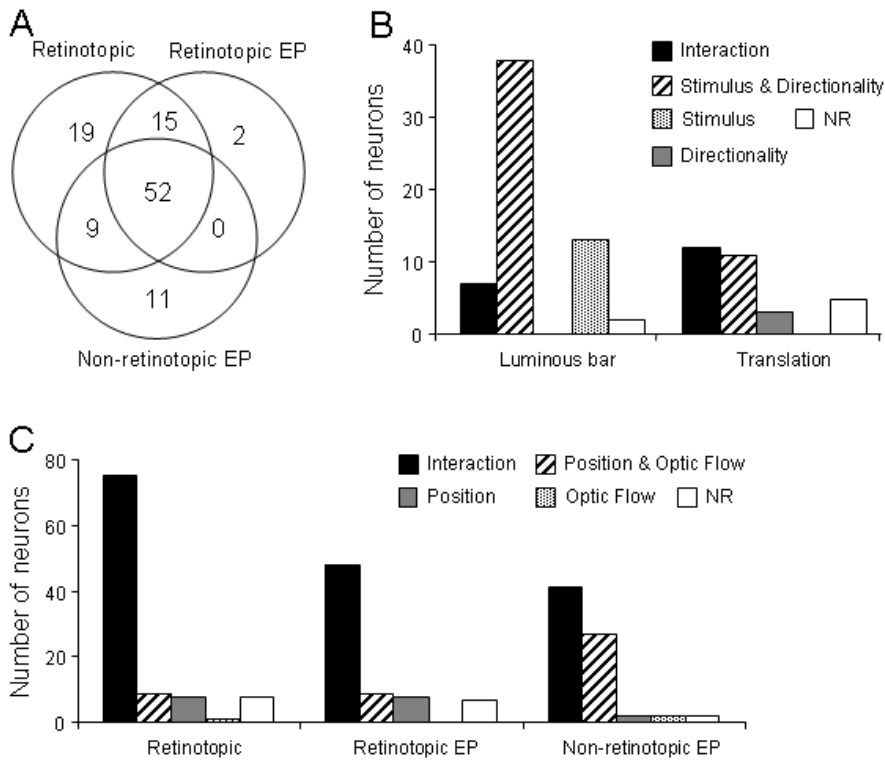 A
Retinotopic
Retinotopic EP
19
15
2
52
9
0
11
Non-retinotopic EP
B
Number of neurons
40
30
20
10
0
Interaction
Stimulus & Directionality
Stimulus NR
Directionality
Luminous bar Translation
C
Number of neurons
80
60
40
20
0
Interaction Position & Optic Flow
Position Optic Flow NR
Retinotopic Retinotopic EP Non-retinotopic EP